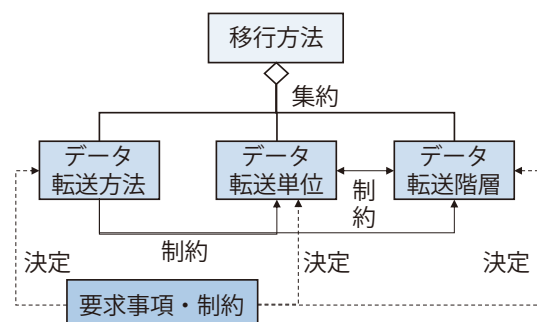 移行方法
集約
データ
転送方法
データ
転送単位
データ
転送階層
制
約
制約
決定
決定
決定
要求事項・制約